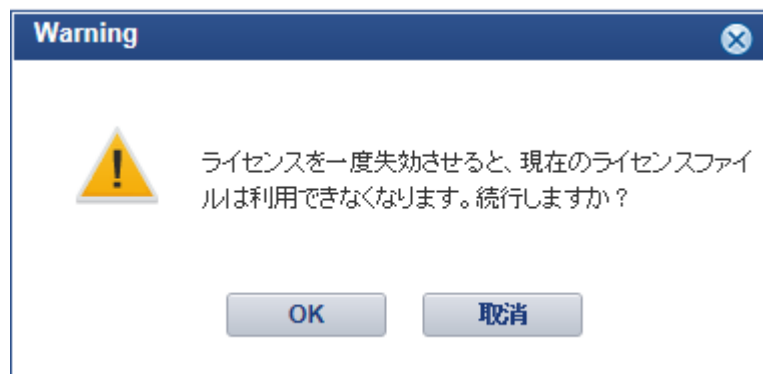 Warning
ライセンスを一度失効させると、現在のライセンスファイ
ルは利用できなくなります。続行しますか？
OK
取消